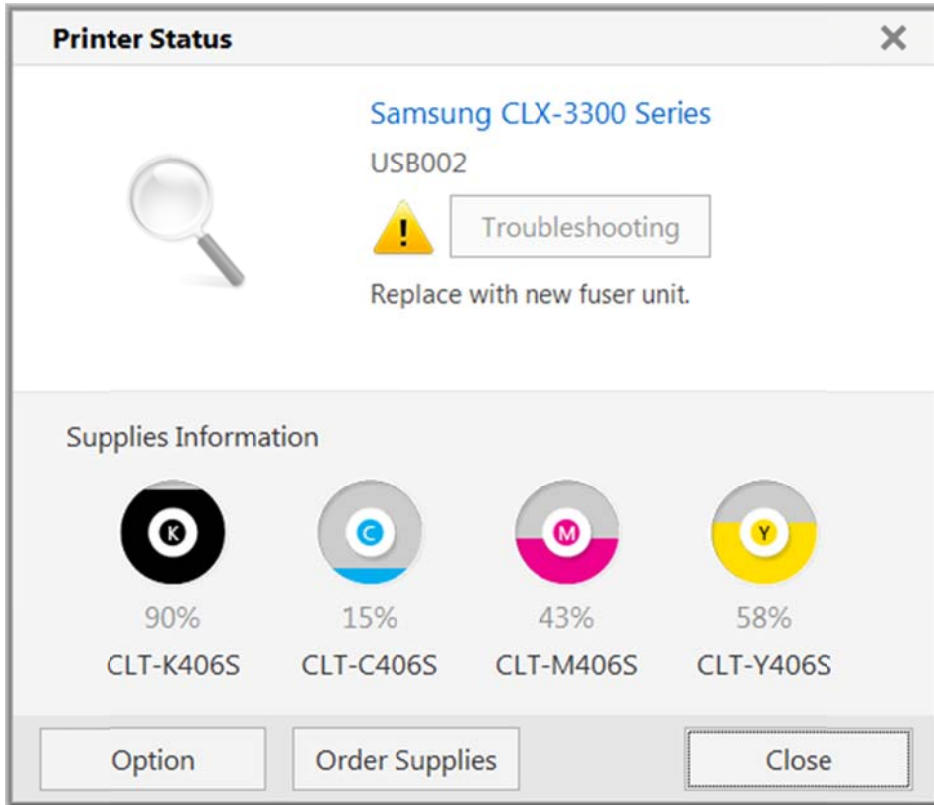 Printer Status
Samsung CLX-3300 Series
USB002
Troubleshooting
Replace with new fuser unit.
Supplies Information
K C M Y
90% 15% 43% 58%
CLT-K406S CLT-C406S CLT-M406S CLT-Y406S
Option Order Supplies Close